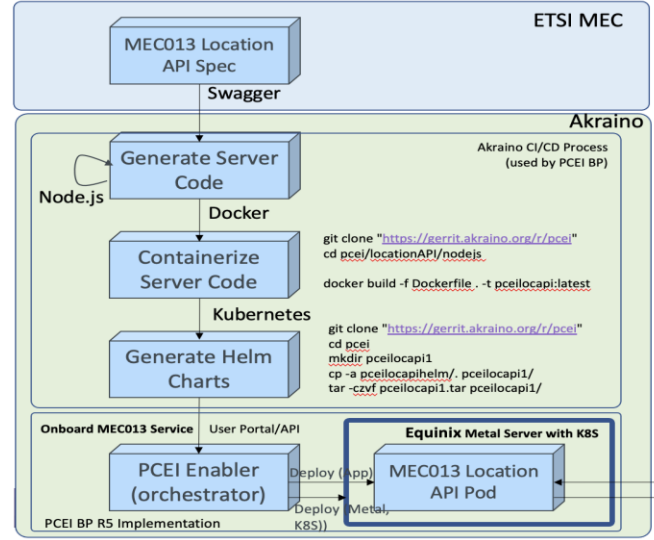 ETSI MEC
MEC013 Location
API Spec
Swagger
Akraino
Akraino CI/CD Process
(used by PCEI BP)
Generate Server
Code
Node.js
Docker
Containerize
Server Code
git clone "https://gerrit.akraino.org/r/pcei"
cd pcei/locationAPI/nodejs
docker build -f Dockerfile . -t pceilocapi:latest
Kubernetes
Generate Helm
Charts
git clone "https://gerrit.akraino.org/r/pcei"
cd pcei
mkdir pceilocapi1
cp -a pceilocapihelm/. pceilocapi1/
tar -czvf pceilocapi1.tar pceilocapi1/
Onboard MEC013 Service User Portal/API
Equinix Metal Server with K8S
PCEI Enabler
(orchestrator)
Deploy (App)
Deploy (Metal,
K8S))
MEC013 Location
API Pod
PCEI BP R5 Implementation